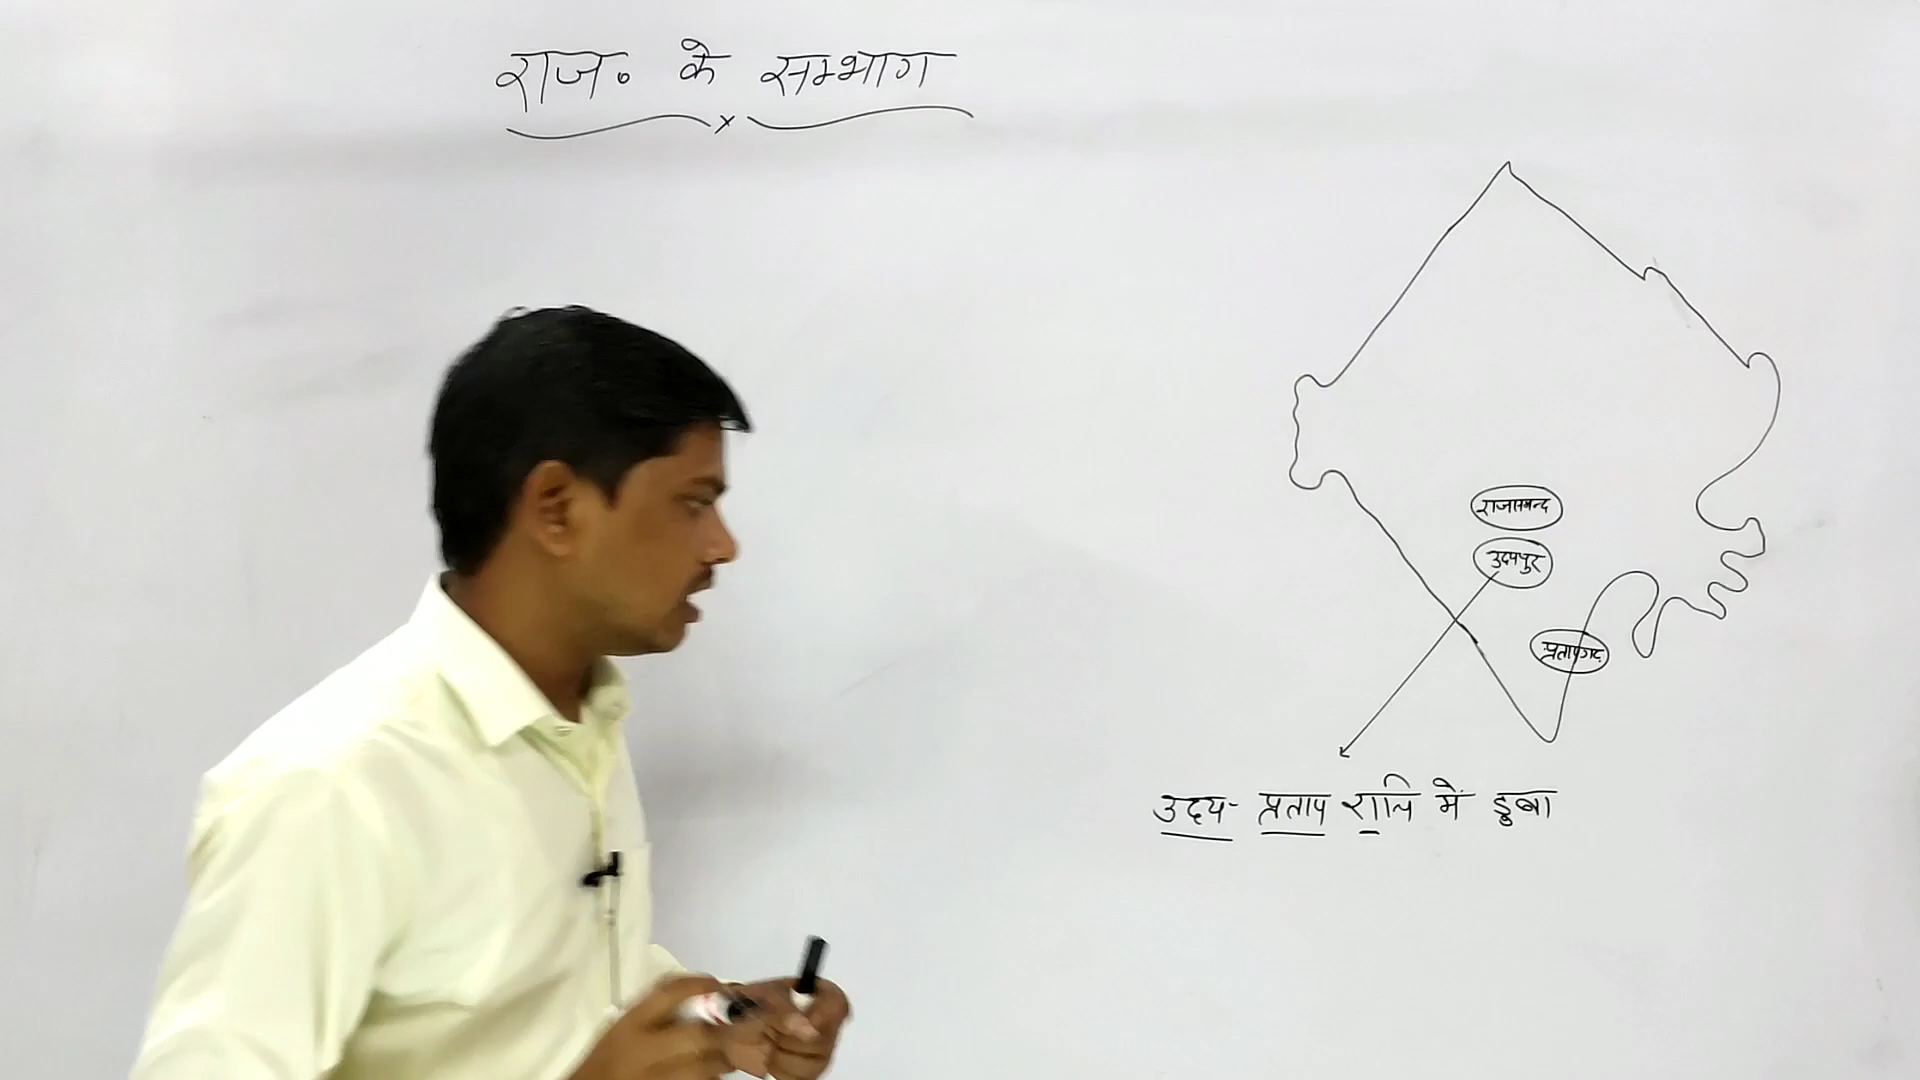 राज॰ के सम्भाग
राजसमन्द
उदयपुर
प्रतापगढ़
उदय- प्रताप रात्रि में डुबा